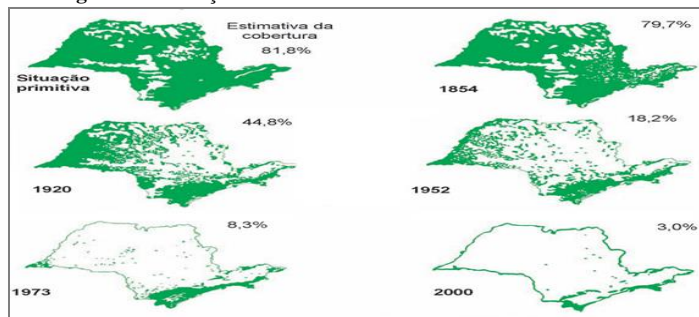 Estimativa da
cobertura
81,8%
Situação
primitiva
79,7%
1854
44,8%
1920
18,2%
1952
8,3%
1973
3,0%
2000